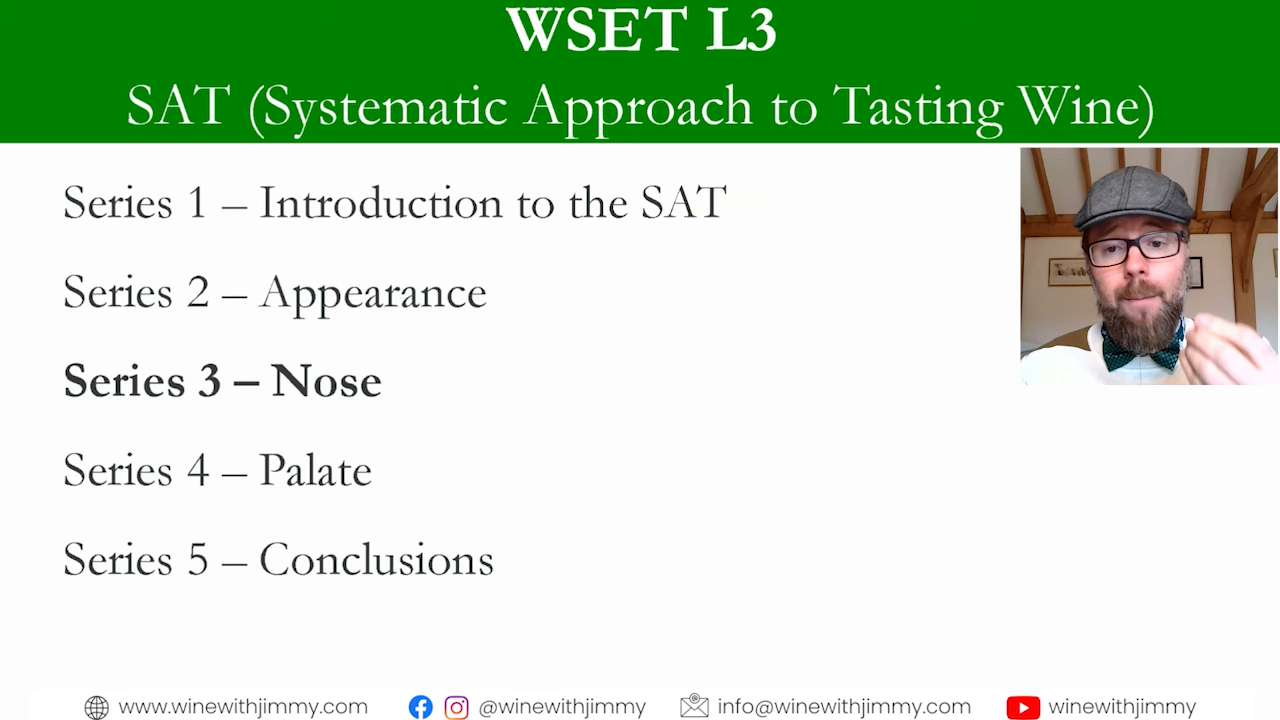 WSET L3
SAT (Systematic Approach to Tasting Wine)
Series 1 – Introduction to the SAT
Series 2 – Appearance
Series 3 – Nose
Series 4 – Palate
Series 5 – Conclusions
www.winewithjimmy.com @winewithjimmy info@winewithjimmy.com winewithjimmy